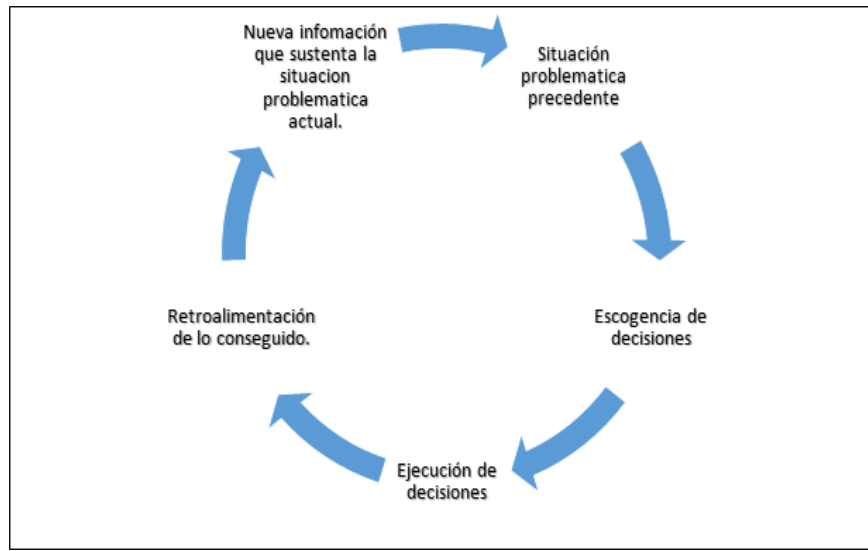 Nueva infomación
que sustenta la
situacion
problematica
actual.
Situación
problematica
precedente
Escogencia de
decisiones
Ejecución de
decisiones
Retroalimentación
de lo conseguido.